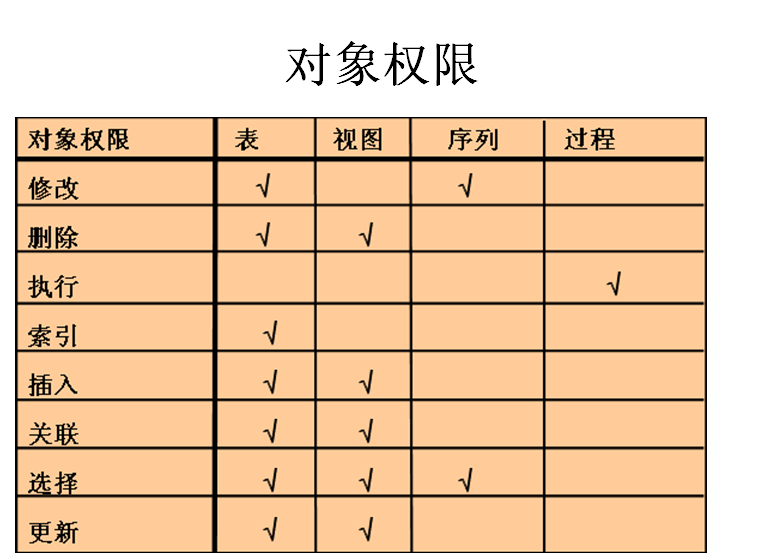 对象权限
对象权限 表 视图 序列 过程
修改 √ √
删除 √ √
执行 √
索引 √
插入 √ √
关联 √ √
选择 √ √ √
更新 √ √